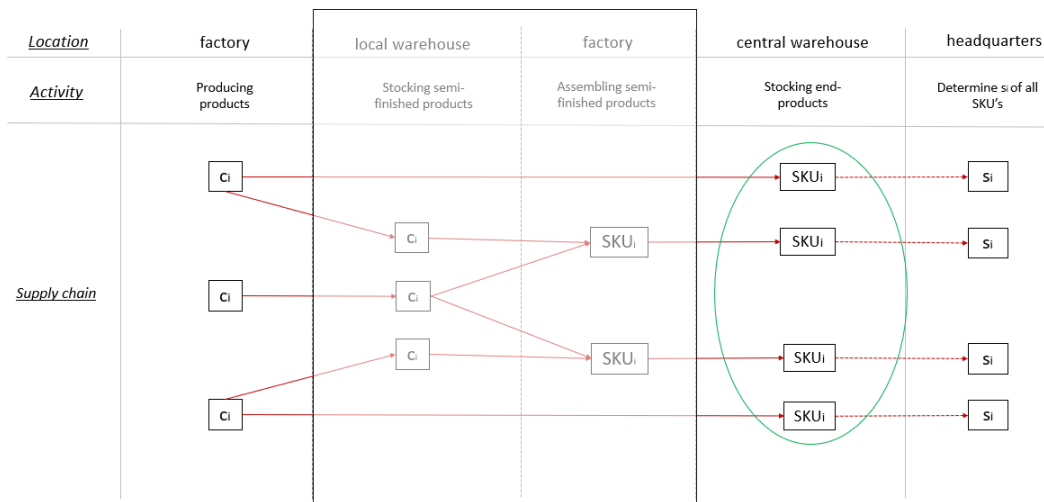 Location
factory
local warehouse
factory
central warehouse
headquarters
Activity
Producing
products
Stocking semi-
finished products
Assembling semi-
finished products
Stocking end-
products
Determine sᵢ of all
SKU's
Supply chain
cᵢ
SKUᵢ
sᵢ
cᵢ
SKUᵢ
SKUᵢ
sᵢ
cᵢ
cᵢ
cᵢ
SKUᵢ
SKUᵢ
sᵢ
cᵢ
SKUᵢ
sᵢ